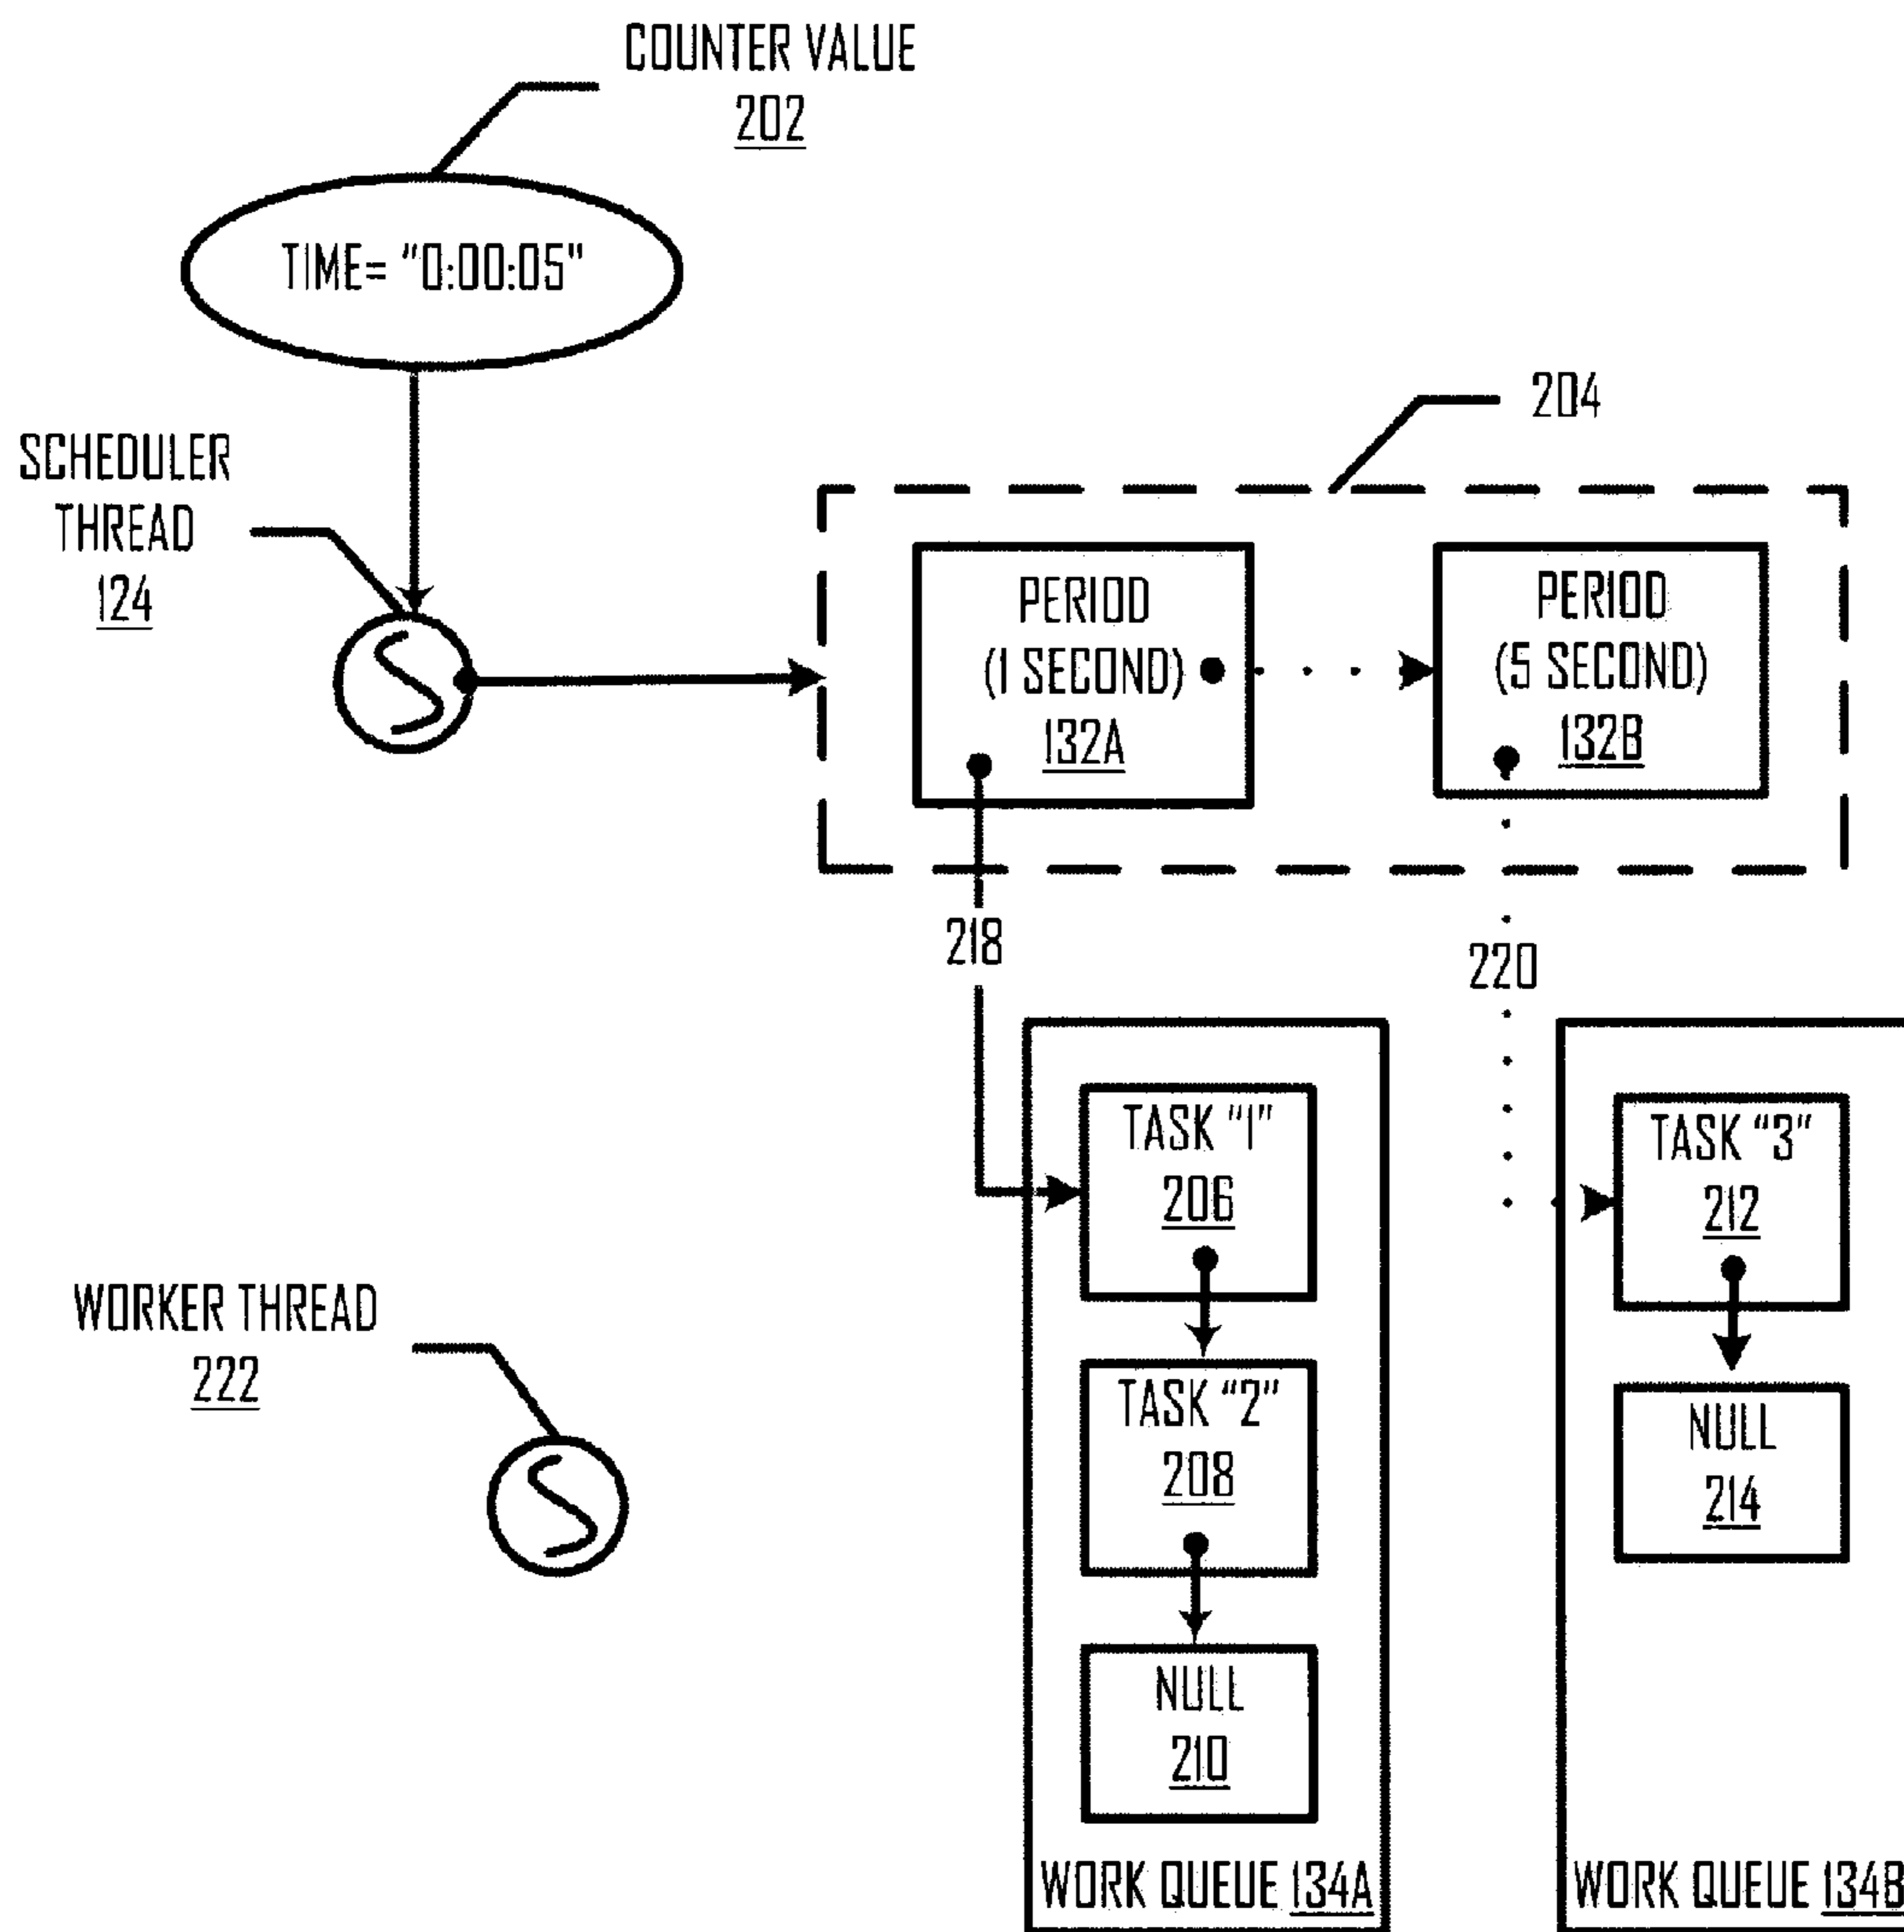 COUNTER VALUE
202
TIME= "0:00:05"
204
SCHEDULER
THREAD
124
PERIOD
(1 SECOND)
132A
PERIOD
(5 SECOND)
132B
218
220
TASK "1"
206
TASK "3"
212
WORKER THREAD
222
TASK "2"
208
NULL
214
NULL
210
WORK QUEUE 134A
WORK QUEUE 134B